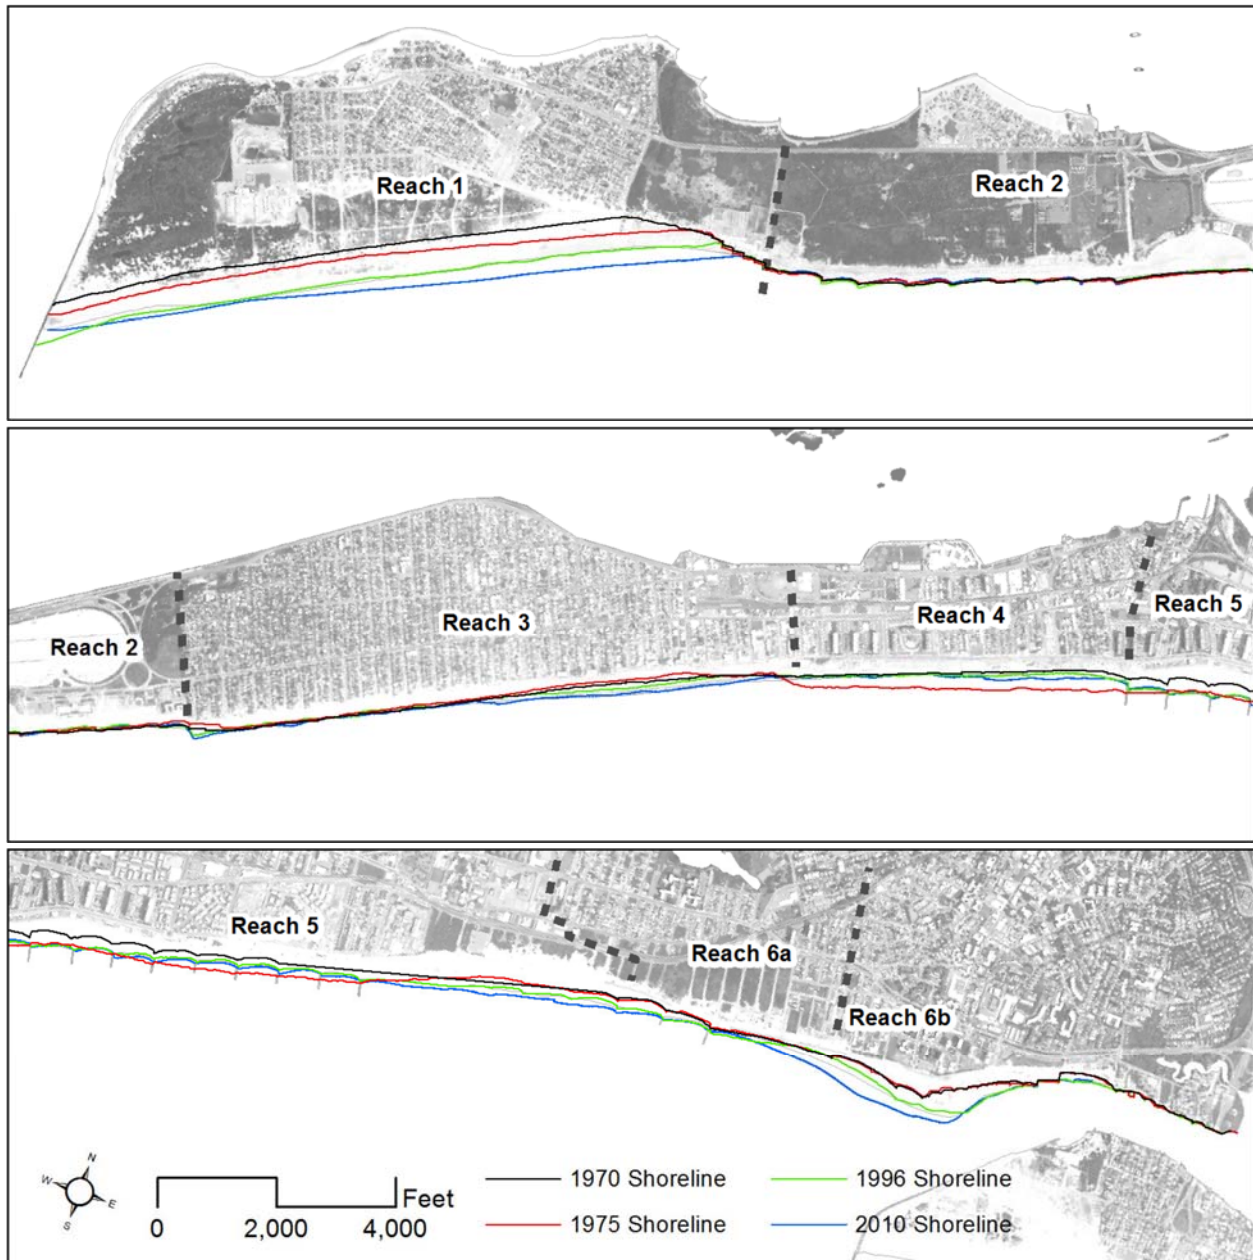 Reach 1
Reach 2
Reach 2
Reach 3
Reach 4
Reach 5
Reach 5
Reach 6a
Reach 6b
N
W
E
S
Feet
0 2,000 4,000
1970 Shoreline
1996 Shoreline
1975 Shoreline
2010 Shoreline